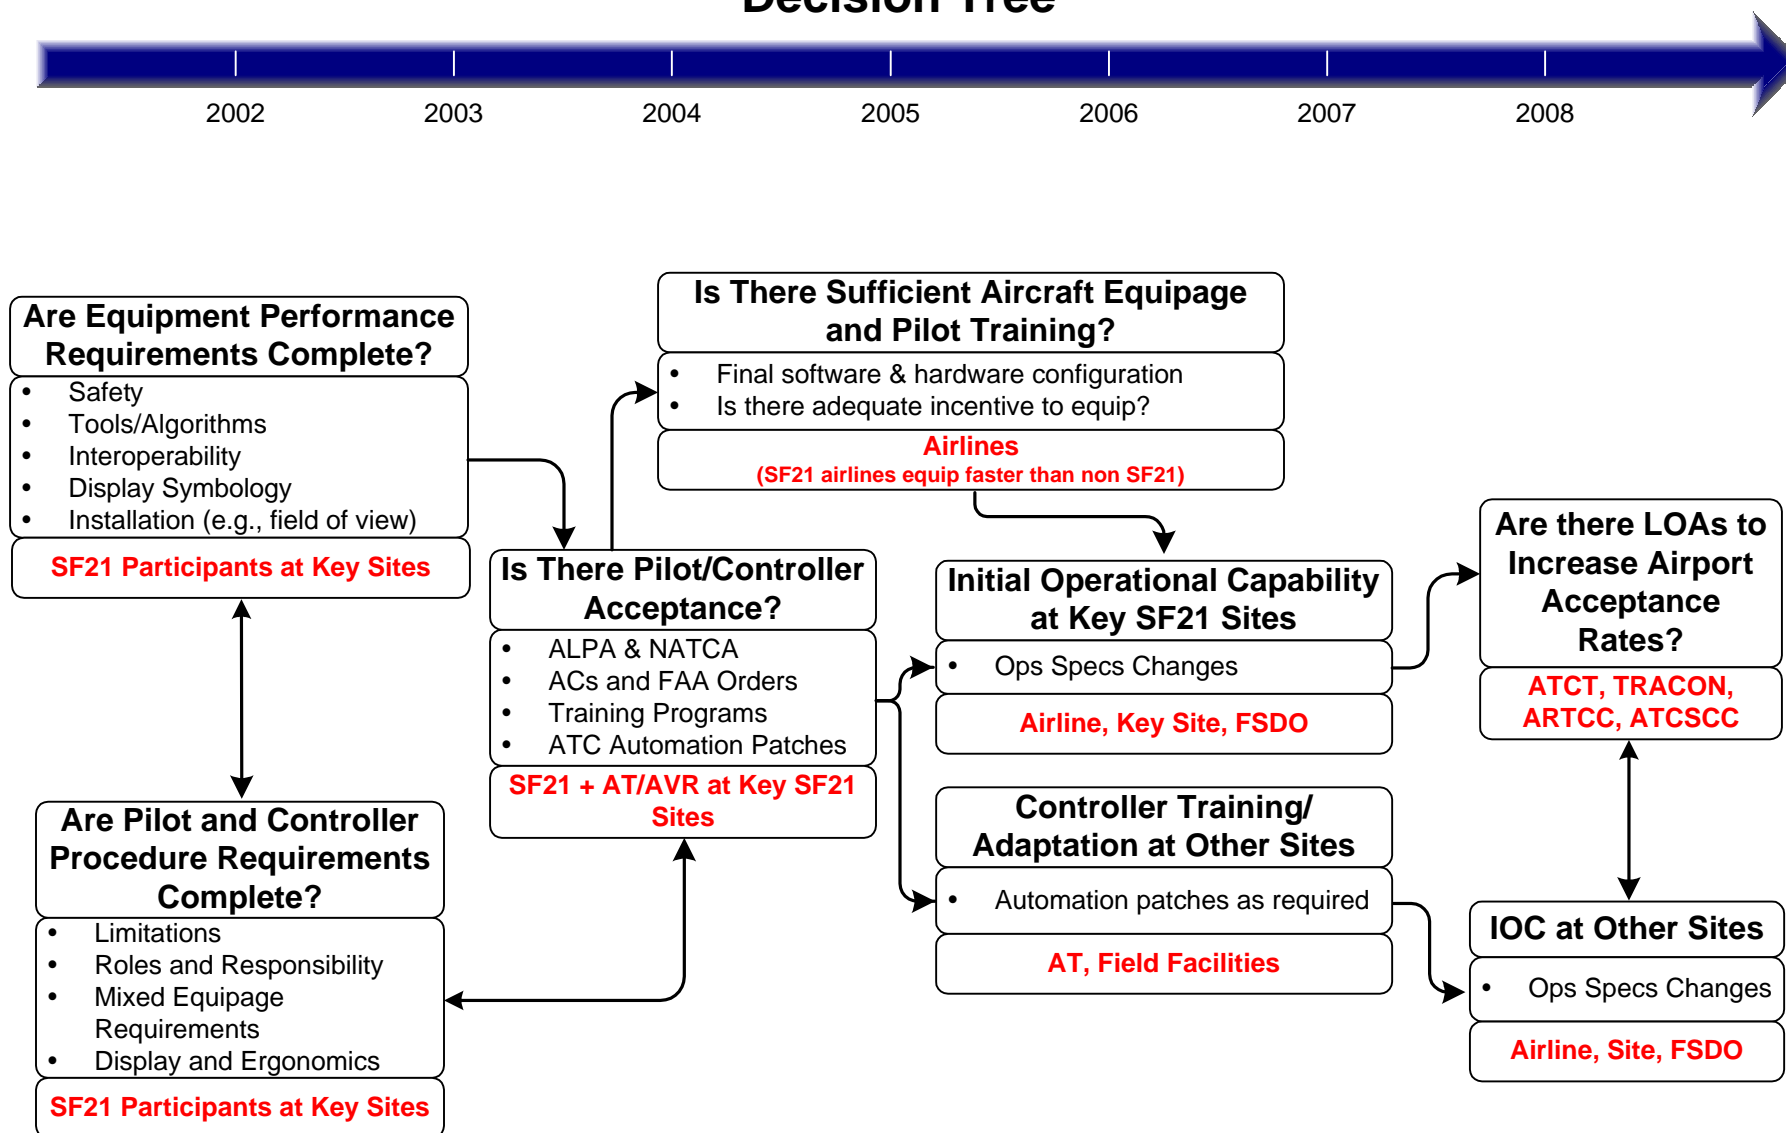 Decision Tree
2002 2003 2004 2005 2006 2007 2008
Are Equipment Performance
Requirements Complete?
• Safety
• Tools/Algorithms
• Interoperability
• Display Symbology
• Installation (e.g., field of view)
SF21 Participants at Key Sites
Are Pilot and Controller
Procedure Requirements
Complete?
• Limitations
• Roles and Responsibility
• Mixed Equipage
Requirements
• Display and Ergonomics
SF21 Participants at Key Sites
Is There Pilot/Controller
Acceptance?
• ALPA & NATCA
• ACs and FAA Orders
• Training Programs
• ATC Automation Patches
SF21 + AT/AVR at Key SF21
Sites
Is There Sufficient Aircraft Equipage
and Pilot Training?
• Final software & hardware configuration
• Is there adequate incentive to equip?
Airlines
(SF21 airlines equip faster than non SF21)
Initial Operational Capability
at Key SF21 Sites
• Ops Specs Changes
Airline, Key Site, FSDO
Controller Training/
Adaptation at Other Sites
• Automation patches as required
AT, Field Facilities
Are there LOAs to
Increase Airport
Acceptance
Rates?
ATCT, TRACON,
ARTCC, ATCSCC
IOC at Other Sites
• Ops Specs Changes
Airline, Site, FSDO